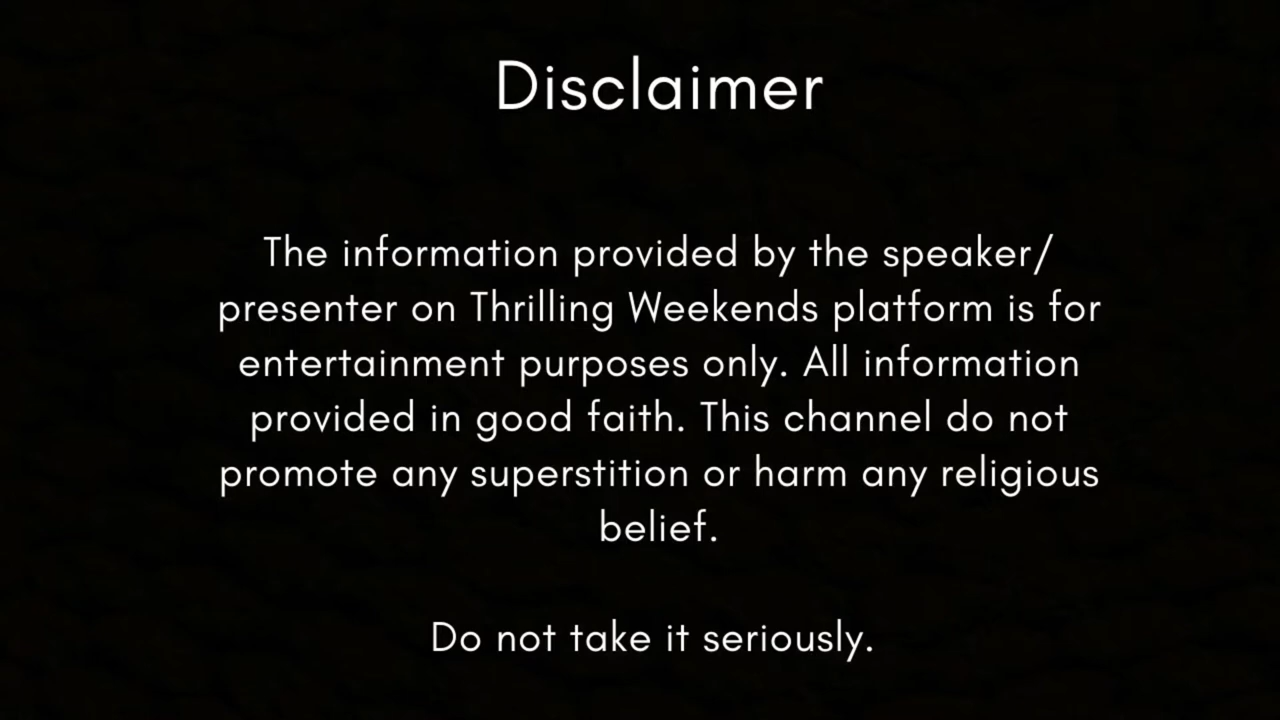 Disclaimer
The information provided by the speaker/
presenter on Thrilling Weekends platform is for
entertainment purposes only. All information
provided in good faith. This channel do not
promote any superstition or harm any religious
belief.
Do not take it seriously.